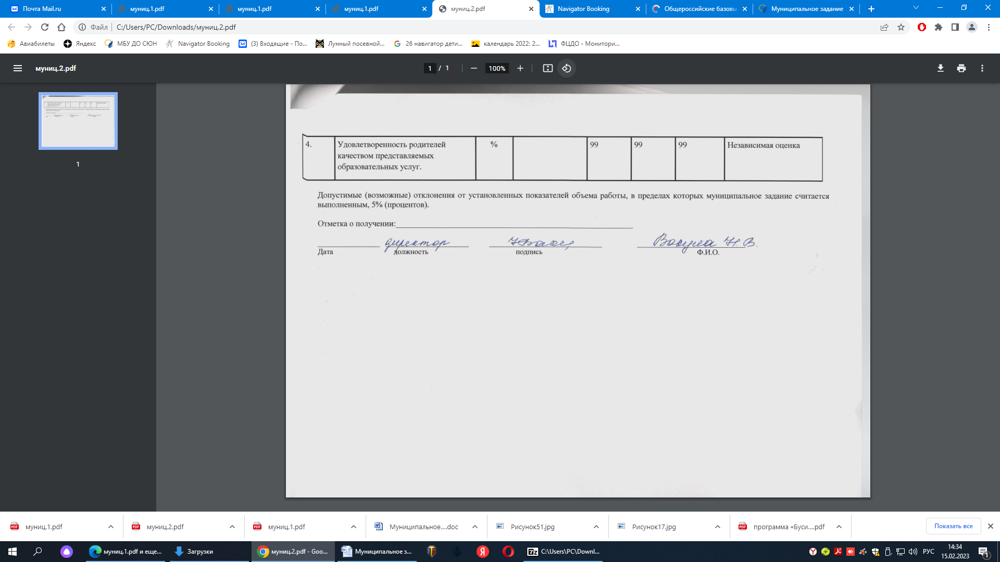 Почта Mail.ru
муниц.1.pdf
муниц.1.pdf
муниц.1.pdf
муниц.2.pdf
Navigator Booking
Общероссийские базовы
Муниципальное задание
Файл
C:/Users/PC/Downloads/муниц.2.pdf
Авиабилеты
Яндекс
МБУ ДО СЮН
Navigator Booking
(3) Входящие - По...
Лунный посевной...
26 навигатор дети...
календарь 2022: 2...
ФЦДО - Монитори...
муниц.2.pdf
1 / 1
100%
1
4. Удовлетворенность родителей % 99 99 99 Независимая оценка
качеством представляемых
образовательных услуг.
Допустимые (возможные) отклонения от установленных показателей объема работы, в пределах которых муниципальное задание считается
выполненным, 5% (процентов).
Отметка о получении:
директор Н. В.
Дата должность подпись Ф.И.О.
муниц.1.pdf
муниц.2.pdf
муниц.1.pdf
Муниципальное....doc
Рисунок51.jpg
Рисунок17.jpg
программа «Буси....pdf
Показать все
муниц.1.pdf и еще...
Загрузки
муниц.2.pdf - Goo...
Муниципальное з...
C:\Users\PC\Downl...
РУС
14:34
15.02.2023
1